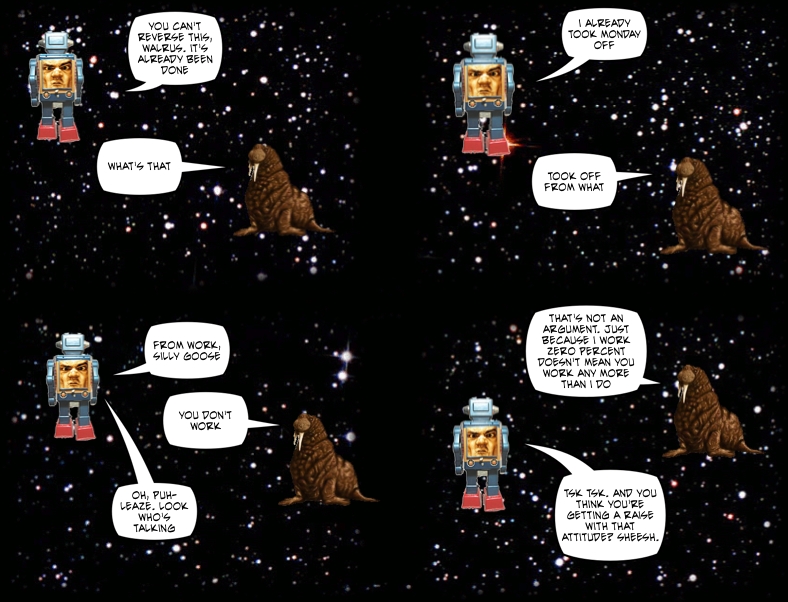 YOU CAN'T
REVERSE THIS,
WALRUS. IT'S
ALREADY BEEN
DONE
WHAT'S THAT
I ALREADY
TOOK MONDAY
OFF
TOOK OFF
FROM WHAT
FROM WORK,
SILLY GOOSE
YOU DON'T
WORK
OH, PUH-
LEAZE. LOOK
WHO'S
TALKING
THAT'S NOT AN
ARGUMENT. JUST
BECAUSE I WORK
ZERO PERCENT
DOESN'T MEAN YOU
WORK ANY MORE
THAN I DO
TSK TSK. AND YOU
THINK YOU'RE
GETTING A RAISE
WITH THAT
ATTITUDE? SHEESH.